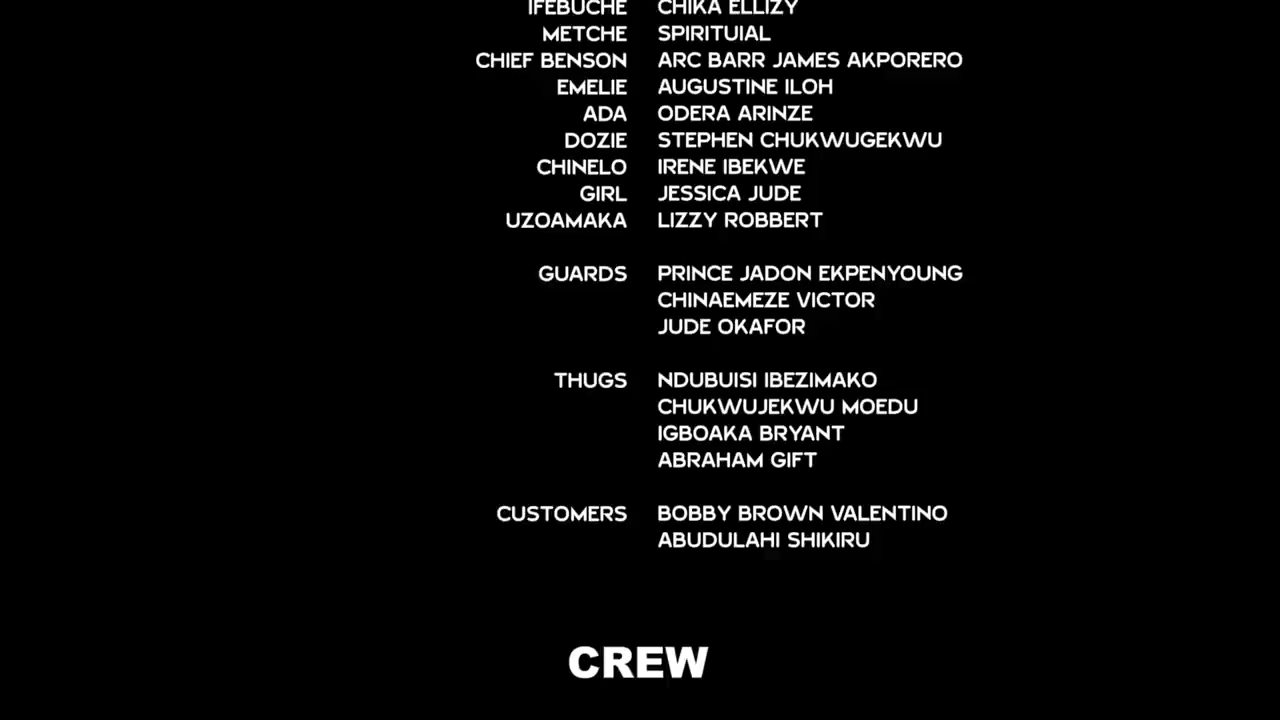 IFEBUCHE CHIKA ELLIZY
METCHE SPIRITUIAL
CHIEF BENSON ARC BARR JAMES AKPORERO
EMELIE AUGUSTINE ILOH
ADA ODERA ARINZE
DOZIE STEPHEN CHUKWUGEKWU
CHINELO IRENE IBEKWE
GIRL JESSICA JUDE
UZOAMAKA LIZZY ROBBERT
GUARDS PRINCE JADON EKPENYOUNG
CHINAEMEZE VICTOR
JUDE OKAFOR
THUGS NDUBUISI IBEZIMAKO
CHUKWUJEKWU MOEDU
IGBOAKA BRYANT
ABRAHAM GIFT
CUSTOMERS BOBBY BROWN VALENTINO
ABUDULAHI SHIKIRU
CREW